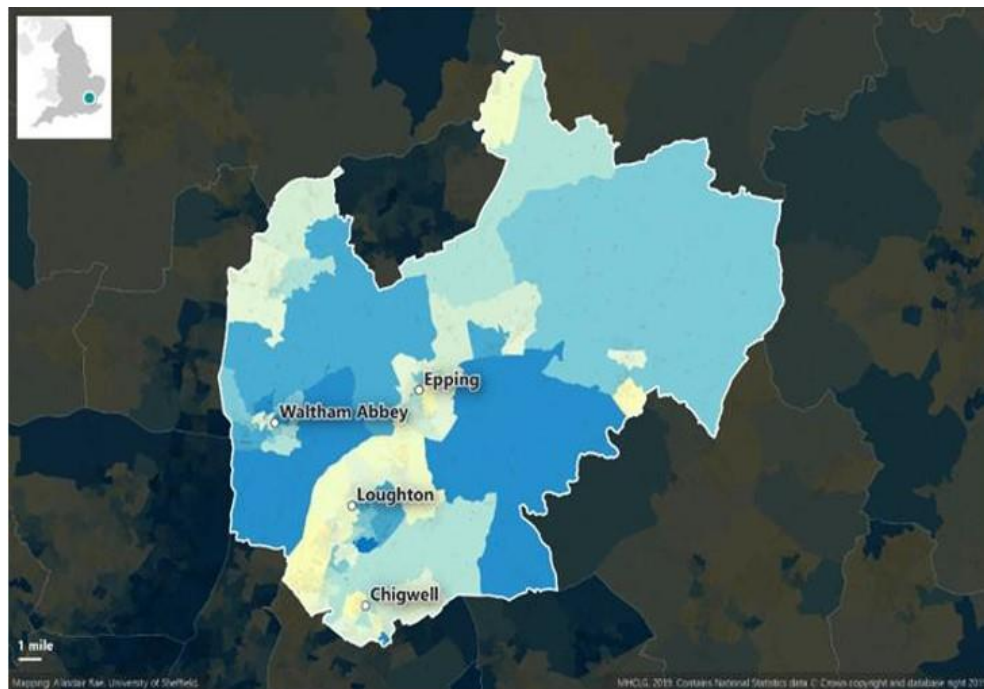 Epping
Waltham Abbey
Loughton
Chigwell
1 mile
Mapping: Alasdair Rae, University of Sheffield.
MHCLG, 2019. Contains National Statistics data © Crown copyright and database right 2019